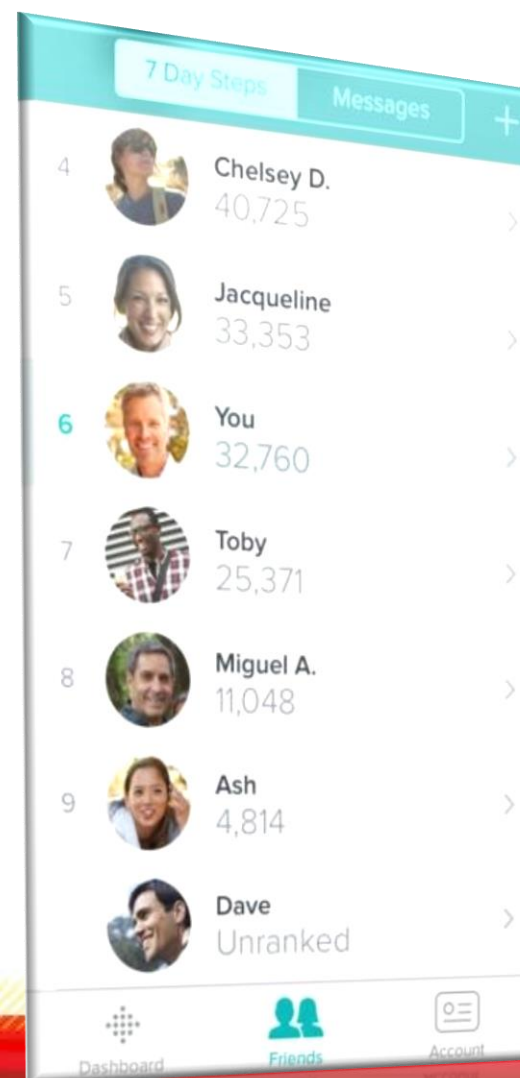 7 Day Steps
Messages
+
4
Chelsey D.
40,725
5
Jacqueline
33,353
6
You
32,760
7
Toby
25,371
8
Miguel A.
11,048
9
Ash
4,814
Dave
Unranked
Dashboard
Friends
Account